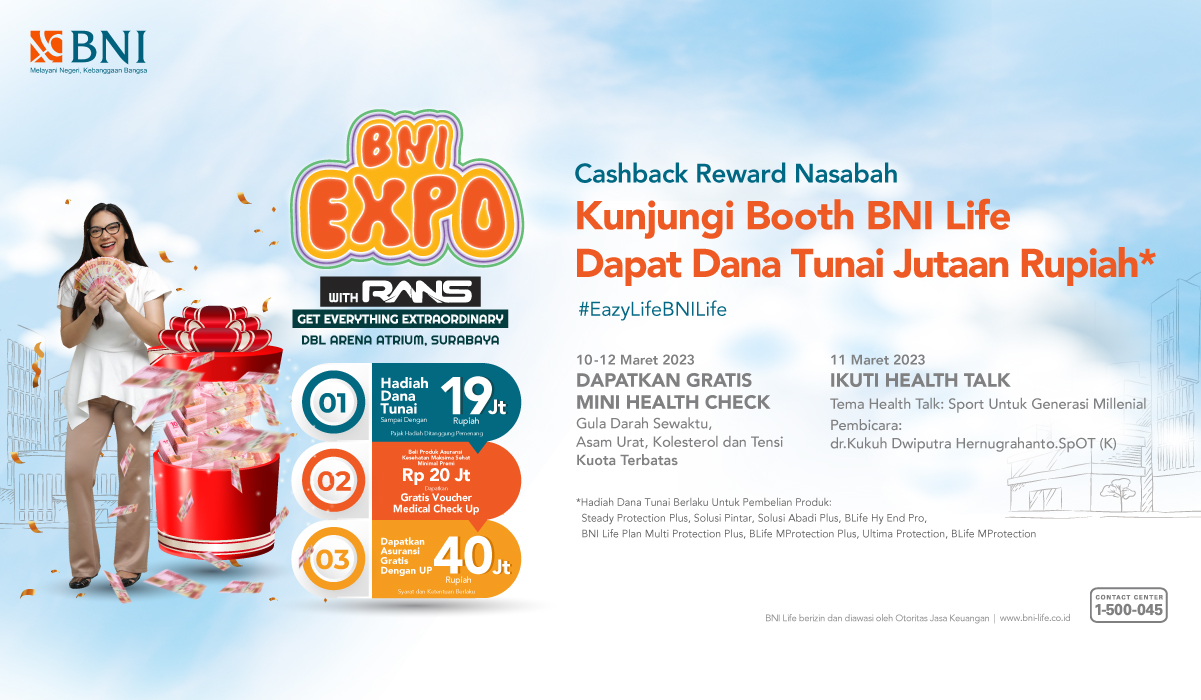 BNI
Melayani Negeri, Kebanggaan Bangsa
BNI
EXPO
WITH RANS
GET EVERYTHING EXTRAORDINARY
DBL ARENA ATRIUM, SURABAYA
01
Hadiah
Dana
Tunai
Sampai Dengan
19Jt
Rupiah
Pajak Hadiah Ditanggung Pemenang
02
Beli Produk Asuransi
Kesehatan Maksima Sehat
Minimal Premi
Rp 20 Jt
Dapatkan
Gratis Voucher
Medical Check Up
03
Dapatkan
Asuransi
Gratis
Dengan UP
40Jt
Rupiah
Syarat dan Ketentuan Berlaku
Cashback Reward Nasabah
Kunjungi Booth BNI Life
Dapat Dana Tunai Jutaan Rupiah*
#EazyLifeBNILife
10-12 Maret 2023
DAPATKAN GRATIS
MINI HEALTH CHECK
Gula Darah Sewaktu,
Asam Urat, Kolesterol dan Tensi
Kuota Terbatas
11 Maret 2023
IKUTI HEALTH TALK
Tema Health Talk: Sport Untuk Generasi Millenial
Pembicara:
dr.Kukuh Dwiputra Hernugrahanto.SpOT (K)
*Hadiah Dana Tunai Berlaku Untuk Pembelian Produk:
Steady Protection Plus, Solusi Pintar, Solusi Abadi Plus, BLife Hy End Pro,
BNI Life Plan Multi Protection Plus, BLife MProtection Plus, Ultima Protection, BLife MProtection
BNI Life berizin dan diawasi oleh Otoritas Jasa Keuangan | www.bni-life.co.id
CONTACT CENTER
1-500-045